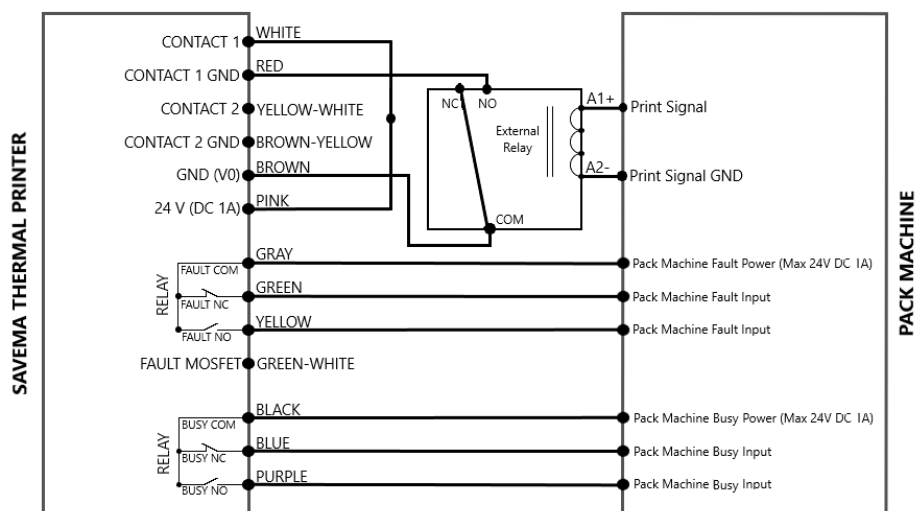 SAVEMA THERMAL PRINTER
CONTACT 1 WHITE
CONTACT 1 GND RED
CONTACT 2 YELLOW-WHITE
CONTACT 2 GND BROWN-YELLOW
GND (V0) BROWN
24 V (DC 1A) PINK
NC NO
External
Relay
COM
A1+ Print Signal
A2- Print Signal GND
RELAY
FAULT COM GRAY Pack Machine Fault Power (Max 24V DC 1A)
FAULT NC GREEN Pack Machine Fault Input
FAULT NO YELLOW Pack Machine Fault Input
FAULT MOSFET GREEN-WHITE
RELAY
BUSY COM BLACK Pack Machine Busy Power (Max 24V DC 1A)
BUSY NC BLUE Pack Machine Busy Input
BUSY NO PURPLE Pack Machine Busy Input
PACK MACHINE